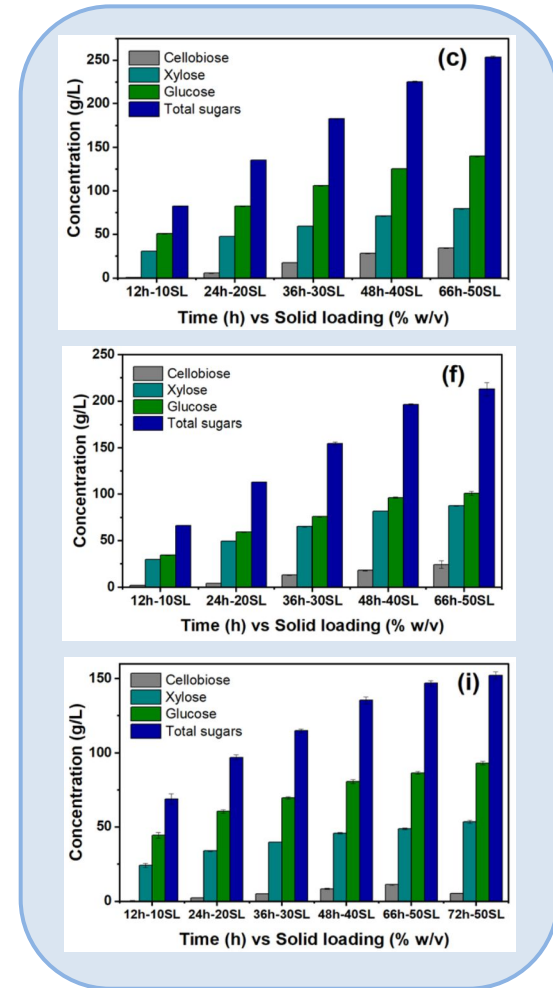 (c)
Cellobiose
Xylose
Glucose
Total sugars
Concentration (g/L)
250
200
150
100
50
0
12h-10SL 24h-20SL 36h-30SL 48h-40SL 66h-50SL
Time (h) vs Solid loading (% w/v)
(f)
Cellobiose
Xylose
Glucose
Total sugars
Concentration (g/L)
250
200
150
100
50
0
12h-10SL 24h-20SL 36h-30SL 48h-40SL 66h-50SL
Time (h) vs Solid loading (% w/v)
(i)
Cellobiose
Xylose
Glucose
Total sugars
Concentration (g/L)
150
100
50
0
12h-10SL 24h-20SL 36h-30SL 48h-40SL 66h-50SL 72h-50SL
Time (h) vs Solid loading (% w/v)